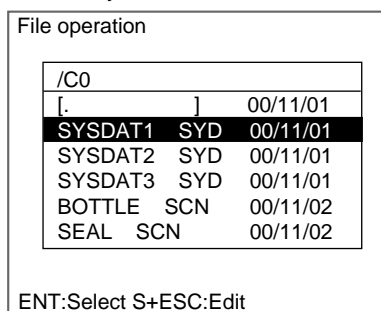 File operation
/C0
[. ] 00/11/01
SYSDAT1 SYD 00/11/01
SYSDAT2 SYD 00/11/01
SYSDAT3 SYD 00/11/01
BOTTLE SCN 00/11/02
SEAL SCN 00/11/02
ENT:Select S+ESC:Edit